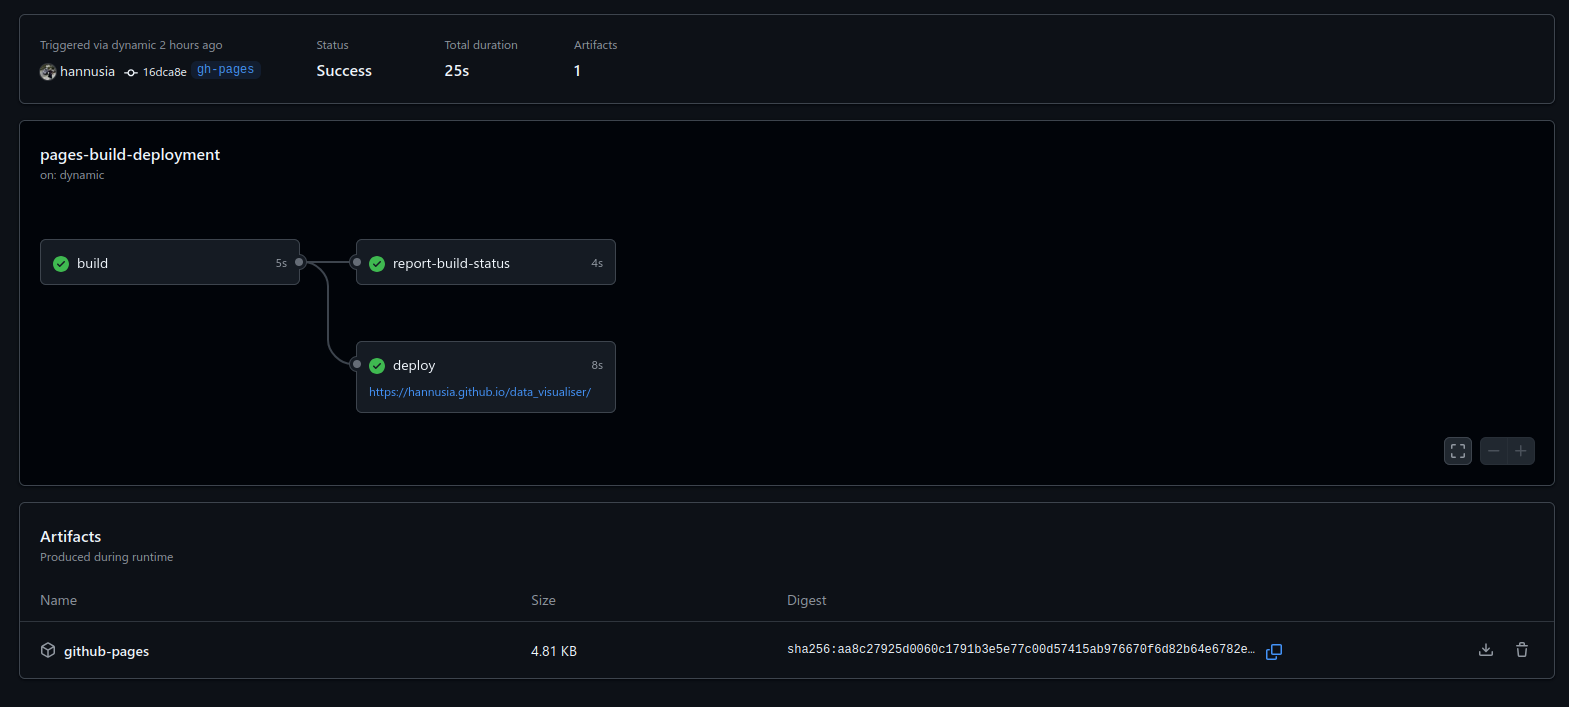 Triggered via dynamic 2 hours ago
hannusia 16dca8e gh-pages
Status
Success
Total duration
25s
Artifacts
1
pages-build-deployment
on: dynamic
build 5s
report-build-status 4s
deploy 8s
https://hannusia.github.io/data_visualiser/
Artifacts
Produced during runtime
Name Size Digest
github-pages 4.81 KB sha256:aa8c27925d0060c1791b3e5e77c00d57415ab976670f6d82b64e6782e…